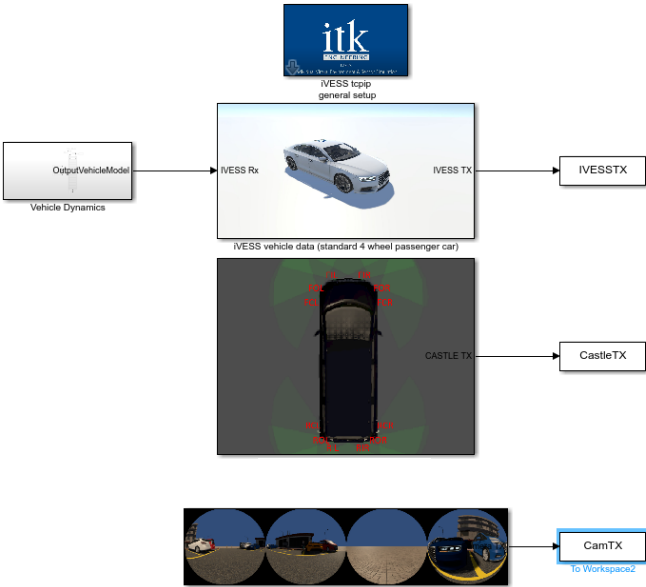 itk
ENGINEERING
iVESS tcpip
general setup
OutputVehicleModel
Vehicle Dynamics
IVESS Rx
IVESS TX
IVESSTX
iVESS vehicle data (standard 4 wheel passenger car)
CASTLE TX
CastleTX
CamTX
To Workspace2